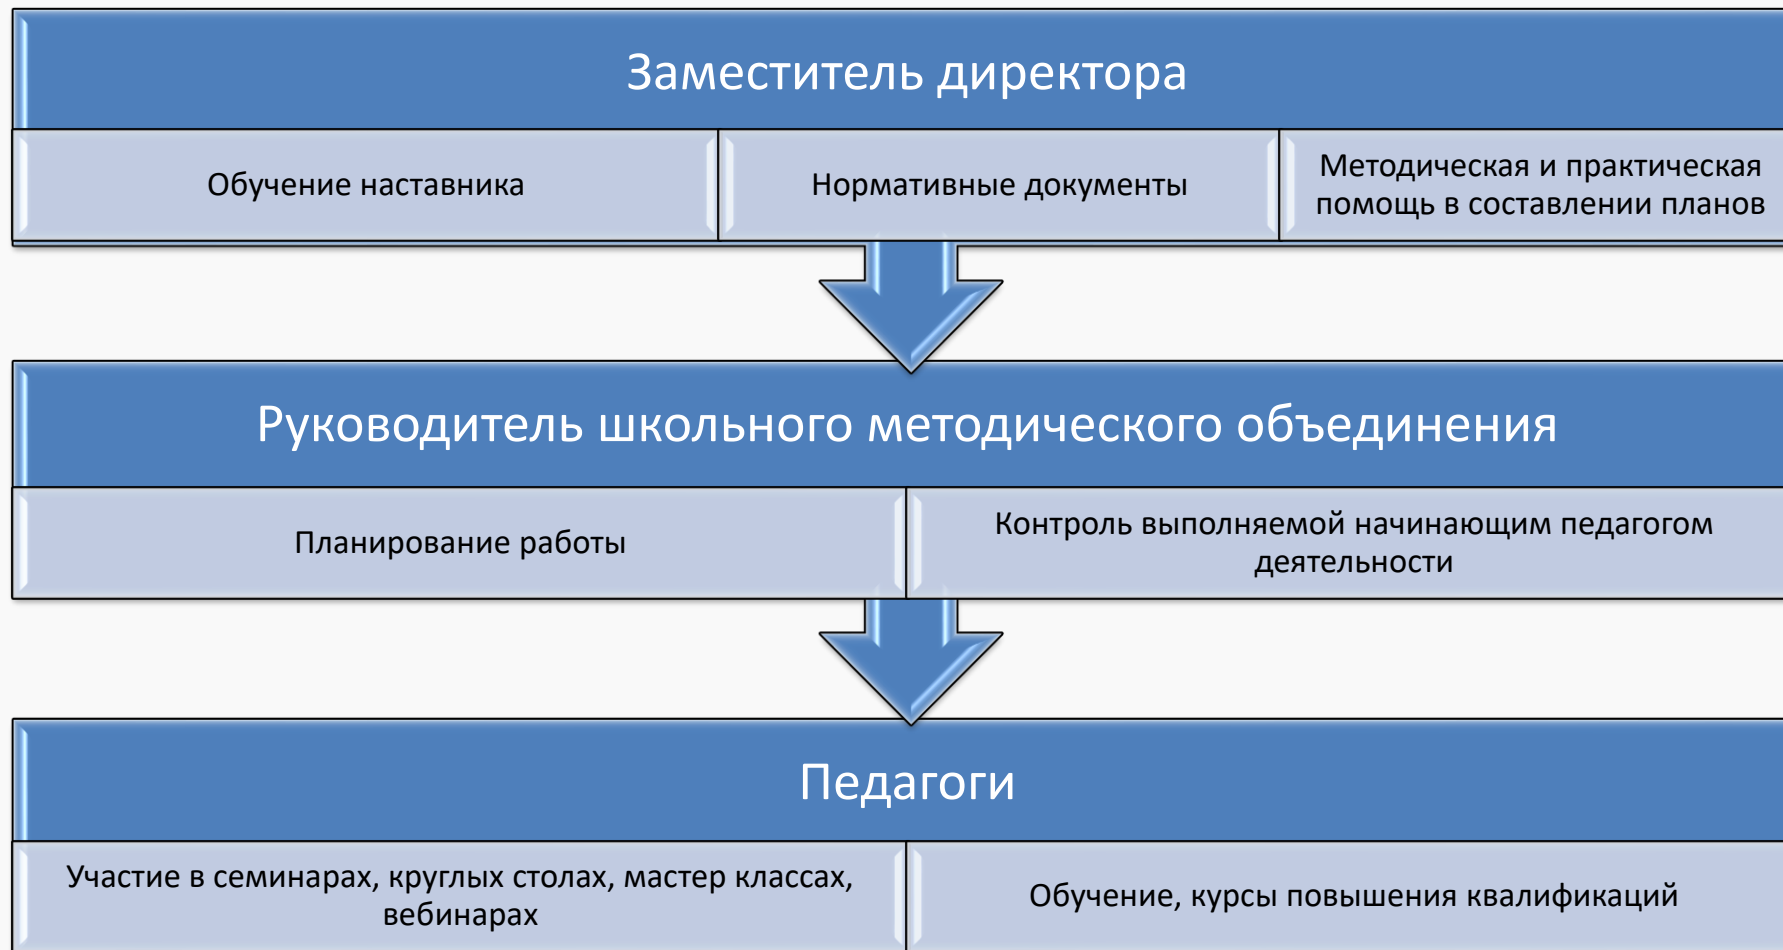 Заместитель директора
Обучение наставника
Нормативные документы
Методическая и практическая
помощь в составлении планов
Руководитель школьного методического объединения
Планирование работы
Контроль выполняемой начинающим педагогом
деятельности
Педагоги
Участие в семинарах, круглых столах, мастер классах,
вебинарах
Обучение, курсы повышения квалификаций